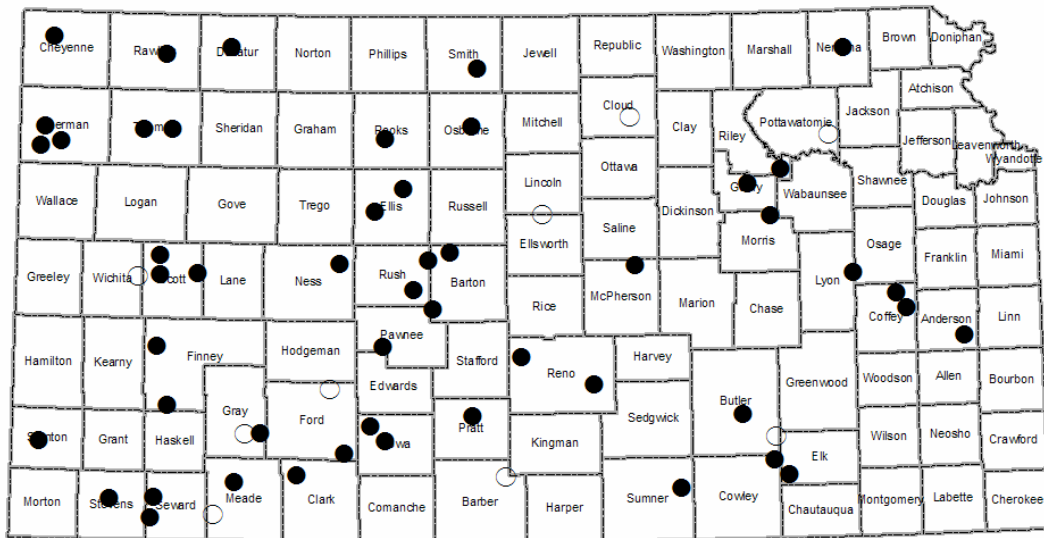 Cheyenne
Decatur
Norton
Phillips
Smith
Jewell
Republic
Washington
Marshall
Nemaha
Brown
Doniphan
Sheridan
Graham
Rooks
Osborne
Mitchell
Cloud
Clay
Riley
Pottawatomie
Jackson
Atchison
Jefferson
Leavenworth
Wyandotte
Wallace
Logan
Gove
Trego
Ellis
Russell
Lincoln
Ottawa
Dickinson
Wabaunsee
Shawnee
Douglas
Johnson
Greeley
Wichita
Lane
Ness
Rush
Barton
Ellsworth
Saline
Morris
Osage
Franklin
Miami
Rice
McPherson
Marion
Chase
Lyon
Coffey
Anderson
Linn
Hamilton
Kearny
Finney
Hodgeman
Pawnee
Stafford
Edwards
Reno
Harvey
Greenwood
Woodson
Allen
Bourbon
Grant
Haskell
Gray
Ford
Pratt
Kingman
Sedgwick
Butler
Elk
Wilson
Neosho
Crawford
Morton
Stevens
Seward
Meade
Clark
Comanche
Barber
Harper
Sumner
Cowley
Chautauqua
Montgomery
Labette
Cherokee